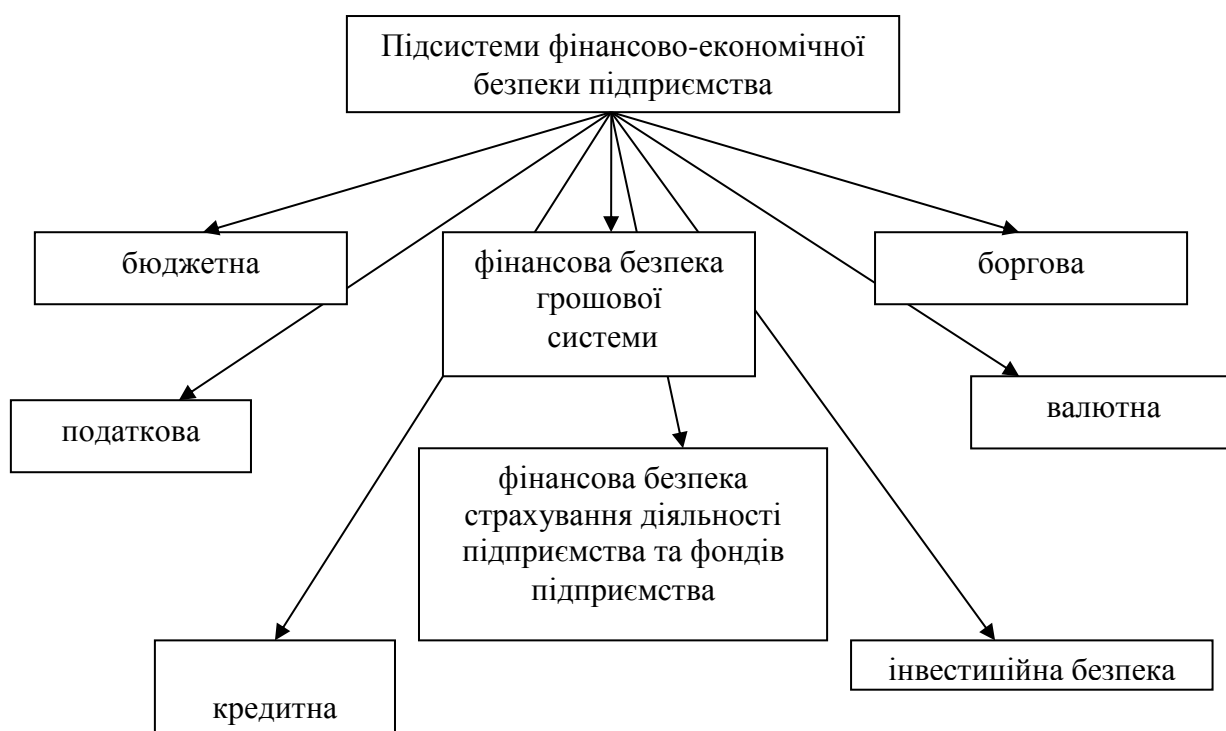 Підсистеми фінансово-економічної
безпеки підприємства
бюджетна
фінансова безпека
грошової
системи
боргова
податкова
валютна
фінансова безпека
страхування діяльності
підприємства та фондів
підприємства
кредитна
інвестиційна безпека